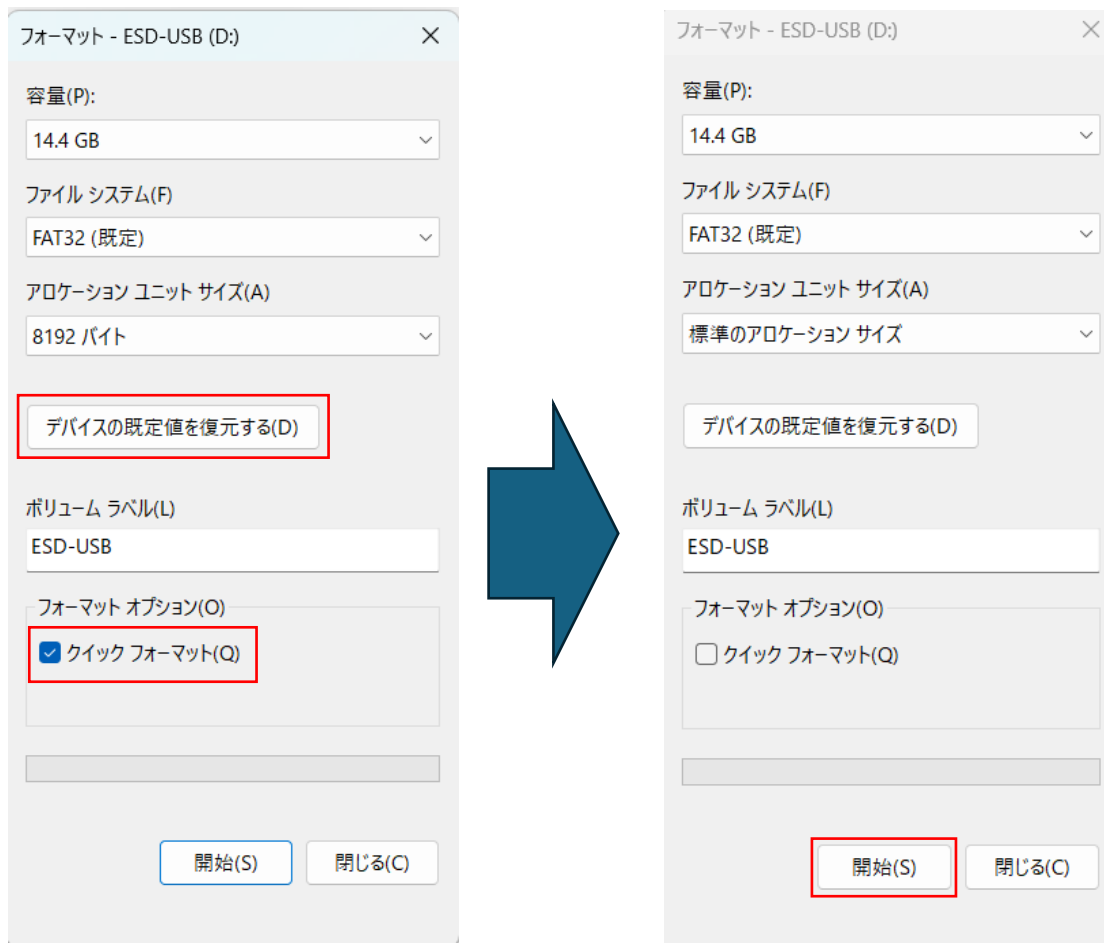 フォーマット - ESD-USB (D:)
容量(P):
14.4 GB
ファイル システム(F)
FAT32 (既定)
アロケーション ユニット サイズ(A)
8192 バイト
デバイスの既定値を復元する(D)
ボリューム ラベル(L)
ESD-USB
フォーマット オプション(O)
クイック フォーマット(Q)
開始(S)
閉じる(C)
フォーマット - ESD-USB (D:)
容量(P):
14.4 GB
ファイル システム(F)
FAT32 (既定)
アロケーション ユニット サイズ(A)
標準のアロケーション サイズ
デバイスの既定値を復元する(D)
ボリューム ラベル(L)
ESD-USB
フォーマット オプション(O)
クイック フォーマット(Q)
開始(S)
閉じる(C)